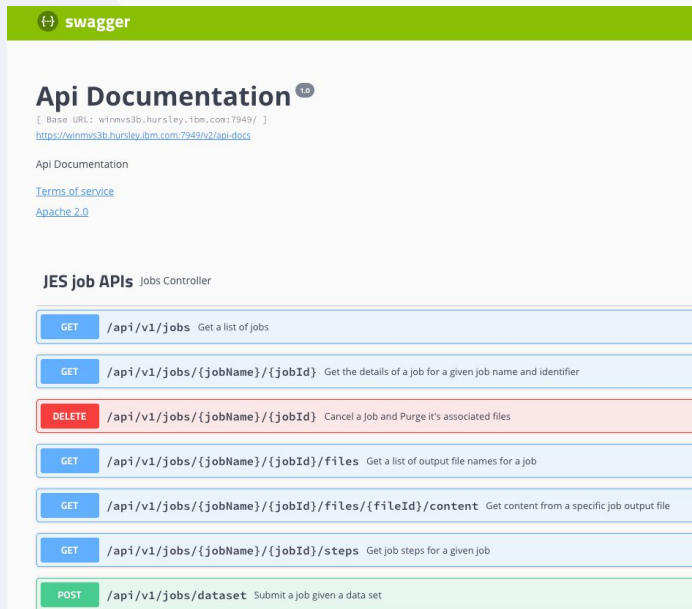 swagger
Api Documentation 1.0
[ Base URL: winmvs3b.hursley.ibm.com:7949/ ]
https://winmvs3b.hursley.ibm.com:7949/v2/api-docs
Api Documentation
Terms of service
Apache 2.0
JES job APIs Jobs Controller
GET /api/v1/jobs Get a list of jobs
GET /api/v1/jobs/{jobName}/{jobId} Get the details of a job for a given job name and identifier
DELETE /api/v1/jobs/{jobName}/{jobId} Cancel a Job and Purge it's associated files
GET /api/v1/jobs/{jobName}/{jobId}/files Get a list of output file names for a job
GET /api/v1/jobs/{jobName}/{jobId}/files/{fileId}/content Get content from a specific job output file
GET /api/v1/jobs/{jobName}/{jobId}/steps Get job steps for a given job
POST /api/v1/jobs/dataset Submit a job given a data set